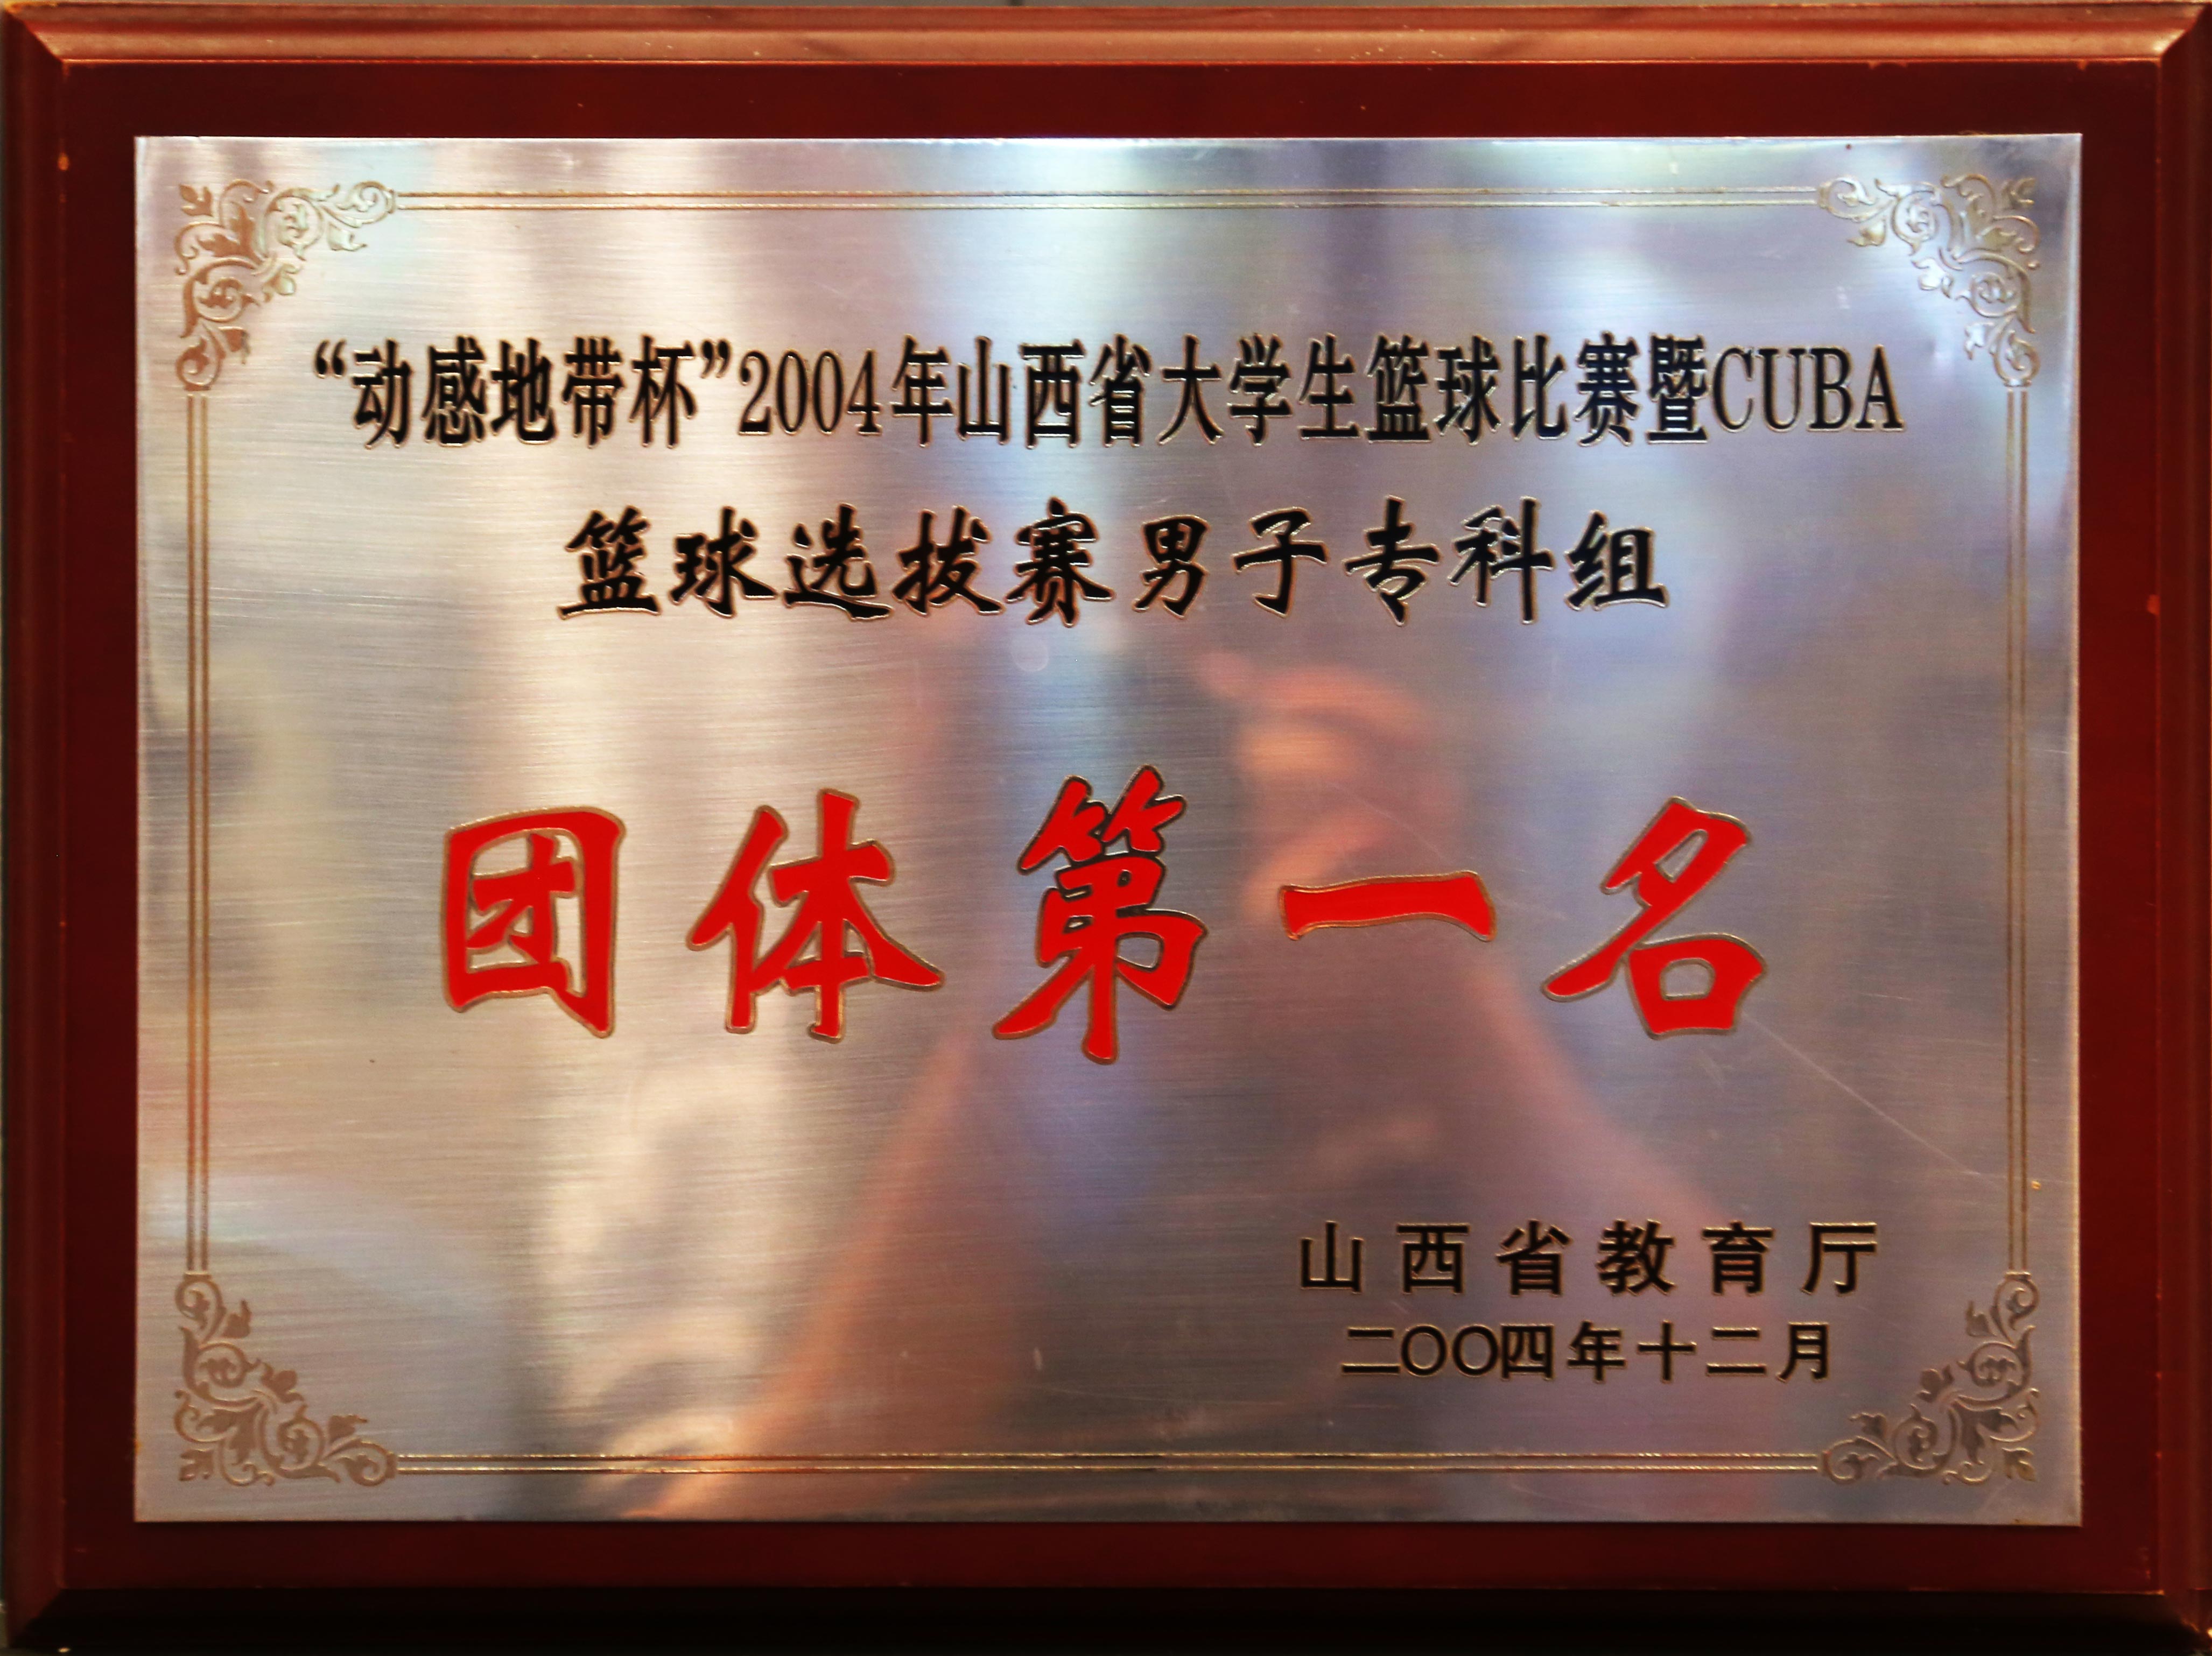 “动感地带杯”2004年山西省大学生篮球比赛暨CUBA
篮球选拔赛男子专科组
团体第一名
山西省教育厅
二〇〇四年十二月